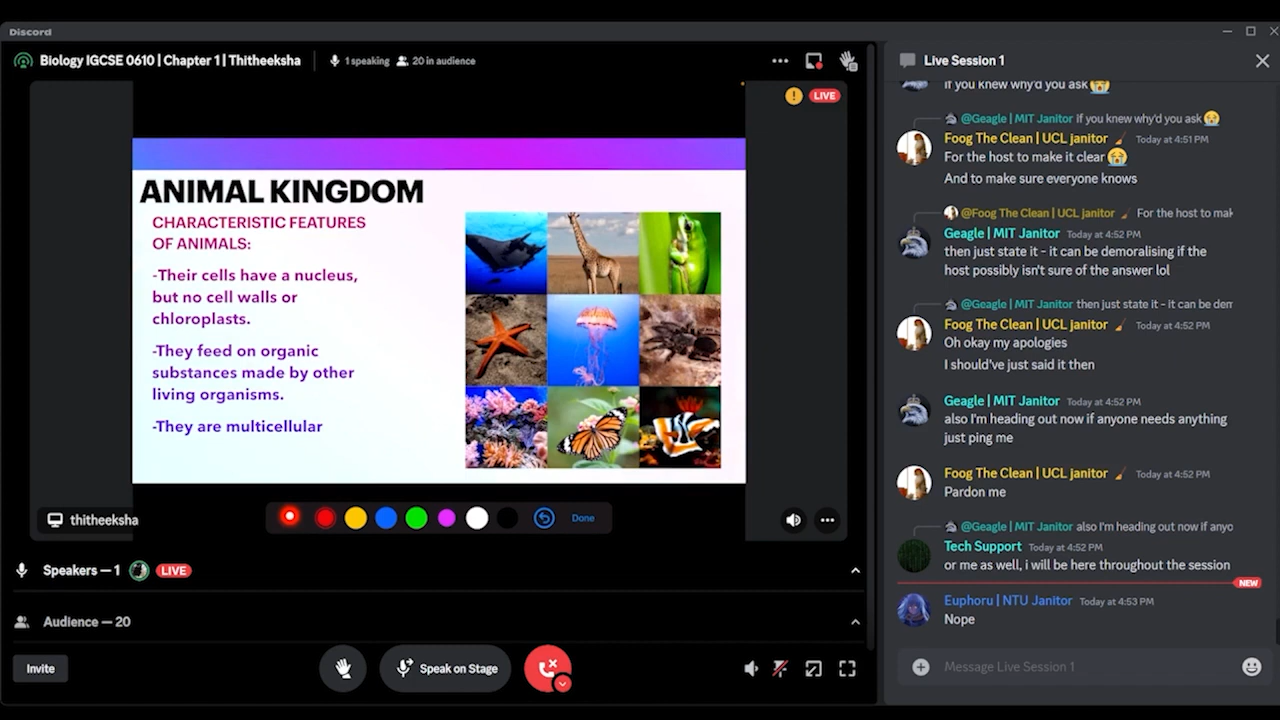 Discord
Biology IGCSE 0610 | Chapter 1 | Thitheeksha
1 speaking
20 in audience
LIVE
ANIMAL KINGDOM
CHARACTERISTIC FEATURES
OF ANIMALS:
-Their cells have a nucleus,
but no cell walls or
chloroplasts.
-They feed on organic
substances made by other
living organisms.
-They are multicellular
thitheeksha
Done
Speakers — 1
LIVE
Audience — 20
Invite
Speak on Stage
Live Session 1
if you knew why'd you ask
@Geagle | MIT Janitor if you knew why'd you ask
Foog The Clean | UCL janitor Today at 4:51 PM
For the host to make it clear
And to make sure everyone knows
@Foog The Clean | UCL janitor For the host to mak
Geagle | MIT Janitor Today at 4:52 PM
then just state it - it can be demoralising if the
host possibly isn't sure of the answer lol
@Geagle | MIT Janitor then just state it - it can be dem
Foog The Clean | UCL janitor Today at 4:52 PM
Oh okay my apologies
I should've just said it then
Geagle | MIT Janitor Today at 4:52 PM
also I'm heading out now if anyone needs anything
just ping me
Foog The Clean | UCL janitor Today at 4:52 PM
Pardon me
@Geagle | MIT Janitor also I'm heading out now if anyo
Tech Support Today at 4:52 PM
or me as well, i will be here throughout the session
NEW
Euphoru | NTU Janitor Today at 4:53 PM
Nope
Message Live Session 1